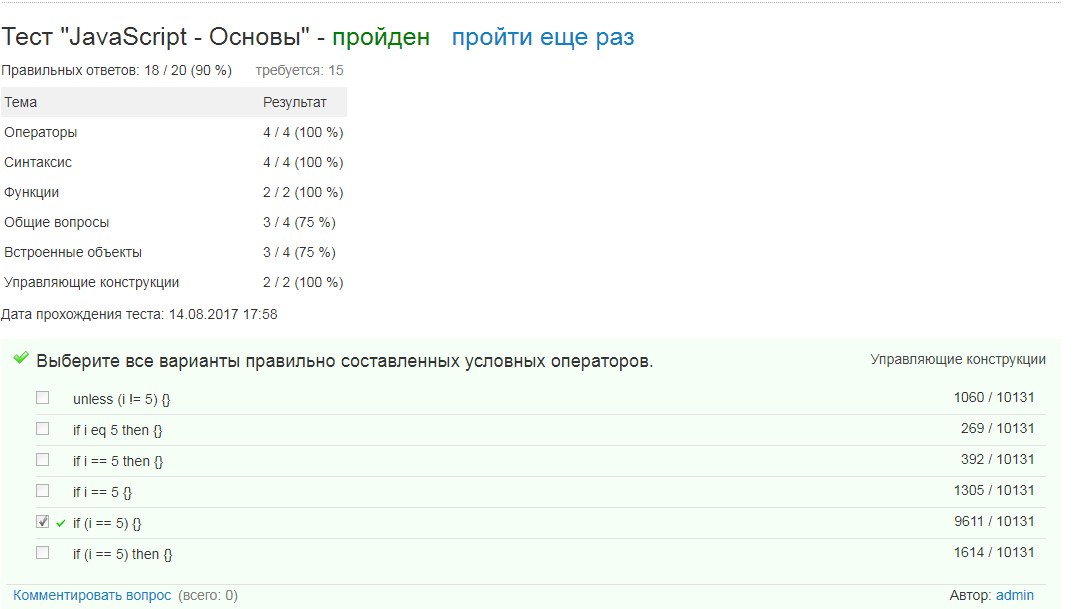 Тест "JavaScript - Основы" - пройден пройти еще раз
Правильных ответов: 18 / 20 (90 %) требуется: 15
Тема Результат
Операторы 4 / 4 (100 %)
Синтаксис 4 / 4 (100 %)
Функции 2 / 2 (100 %)
Общие вопросы 3 / 4 (75 %)
Встроенные объекты 3 / 4 (75 %)
Управляющие конструкции 2 / 2 (100 %)
Дата прохождения теста: 14.08.2017 17:58
Выберите все варианты правильно составленных условных операторов. Управляющие конструкции
unless (i != 5) {} 1060 / 10131
if i eq 5 then {} 269 / 10131
if i == 5 then {} 392 / 10131
if i == 5 {} 1305 / 10131
if (i == 5) {} 9611 / 10131
if (i == 5) then {} 1614 / 10131
Комментировать вопрос (всего: 0) Автор: admin